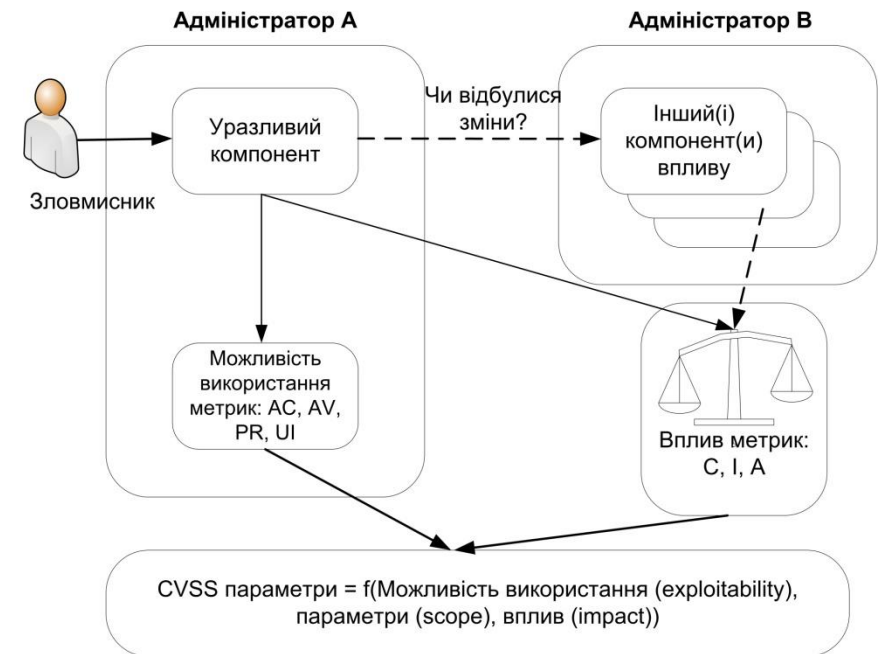 Адміністратор А
Адміністратор В
Уразливий
компонент
Чи відбулися
зміни?
Інший(і)
компонент(и)
впливу
Зловмисник
Можливість
використання
метрик: AC, AV,
PR, UI
Вплив метрик:
C, I, A
CVSS параметри = f(Можливість використання (exploitability),
параметри (scope), вплив (impact))